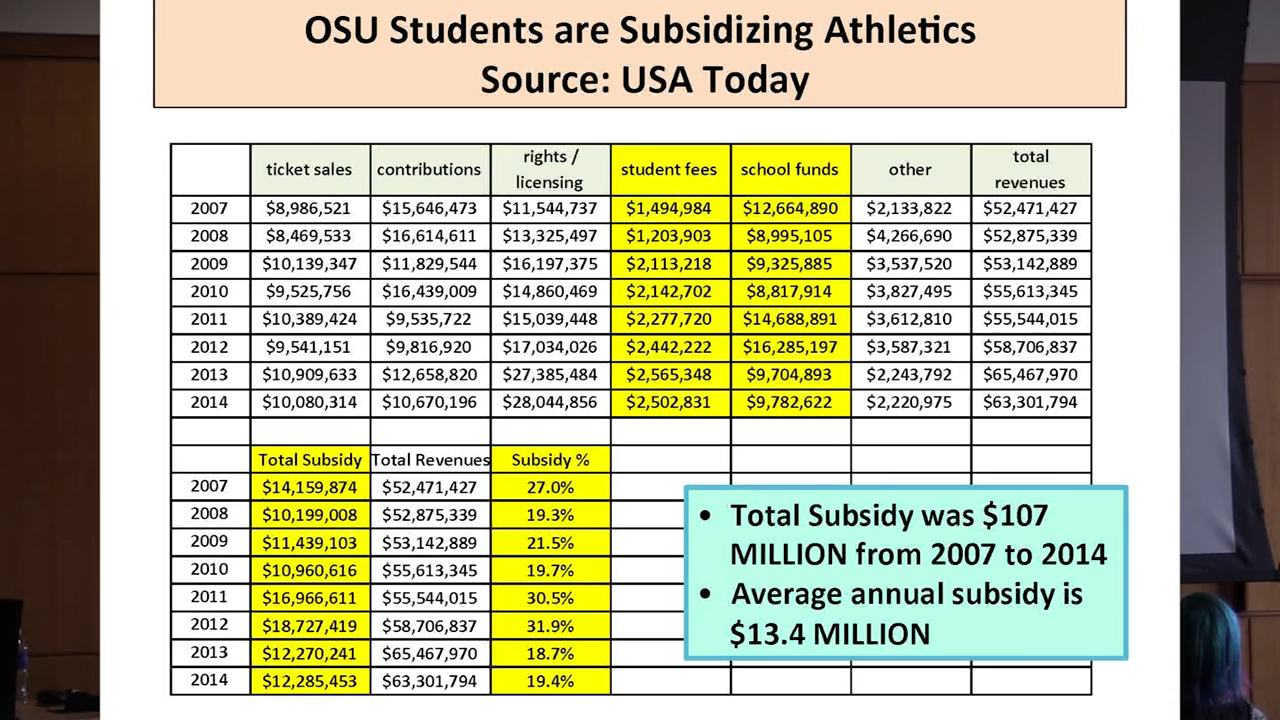 OSU Students are Subsidizing Athletics
Source: USA Today
ticket sales contributions rights / licensing student fees school funds other total revenues
2007 $8,986,521 $15,646,473 $11,544,737 $1,494,984 $12,664,890 $2,133,822 $52,471,427
2008 $8,469,533 $16,614,611 $13,325,497 $1,203,903 $8,995,105 $4,266,690 $52,875,339
2009 $10,139,347 $11,829,544 $16,197,375 $2,113,218 $9,325,885 $3,537,520 $53,142,889
2010 $9,525,756 $16,439,009 $14,860,469 $2,142,702 $8,817,914 $3,827,495 $55,613,345
2011 $10,389,424 $9,535,722 $15,039,448 $2,277,720 $14,688,891 $3,612,810 $55,544,015
2012 $9,541,151 $9,816,920 $17,034,026 $2,442,222 $16,285,197 $3,587,321 $58,706,837
2013 $10,909,633 $12,658,820 $27,385,484 $2,565,348 $9,704,893 $2,243,792 $65,467,970
2014 $10,080,314 $10,670,196 $28,044,856 $2,502,831 $9,782,622 $2,220,975 $63,301,794
Total Subsidy Total Revenues Subsidy %
2007 $14,159,874 $52,471,427 27.0%
2008 $10,199,008 $52,875,339 19.3%
2009 $11,439,103 $53,142,889 21.5%
2010 $10,960,616 $55,613,345 19.7%
2011 $16,966,611 $55,544,015 30.5%
2012 $18,727,419 $58,706,837 31.9%
2013 $12,270,241 $65,467,970 18.7%
2014 $12,285,453 $63,301,794 19.4%
• Total Subsidy was $107
MILLION from 2007 to 2014
• Average annual subsidy is
$13.4 MILLION